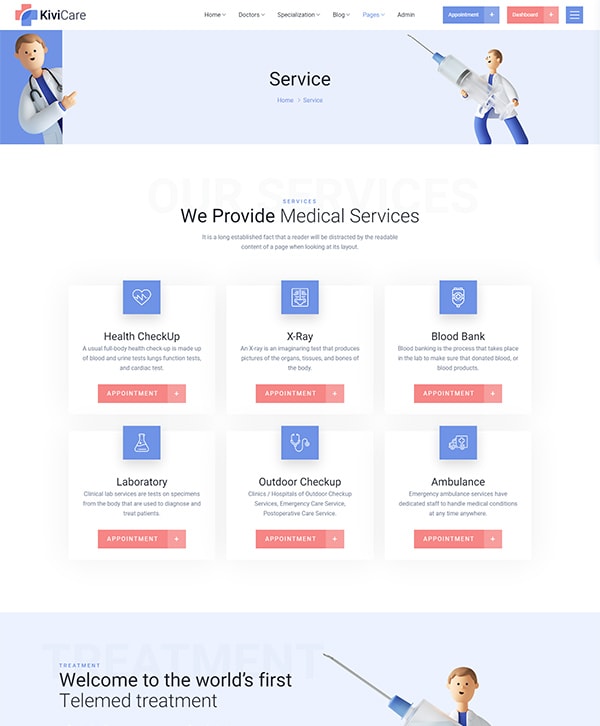 KiviCare
Home Doctors Specialization Blog Pages Admin Appointment + Dashboard +
Service
Home > Service
OUR SERVICES
SERVICES
We Provide Medical Services
It is a long established fact that a reader will be distracted by the readable
content of a page when looking at its layout.
Health CheckUp
A usual full-body health check-up is made up
of blood and urine tests lungs function tests,
and cardiac test.
APPOINTMENT +
X-Ray
An X-ray is an imaginaring test that produces
pictures of the organs, tissues, and bones of
the body.
APPOINTMENT +
Blood Bank
Blood banking is the process that takes place
in the lab to make sure that donated blood, or
blood products.
APPOINTMENT +
Laboratory
Clinical lab services are tests on specimens
from the body that are used to diagnose and
treat patients.
APPOINTMENT +
Outdoor Checkup
Clinics / Hospitals of Outdoor Checkup
Services, Emergency Care Service,
Postoperative Care Service.
APPOINTMENT +
Ambulance
Emergency ambulance services have
dedicated staff to handle medical conditions
at any time anywhere.
APPOINTMENT +
TREATMENT
TREATMENT
Welcome to the world's first
Telemed treatment